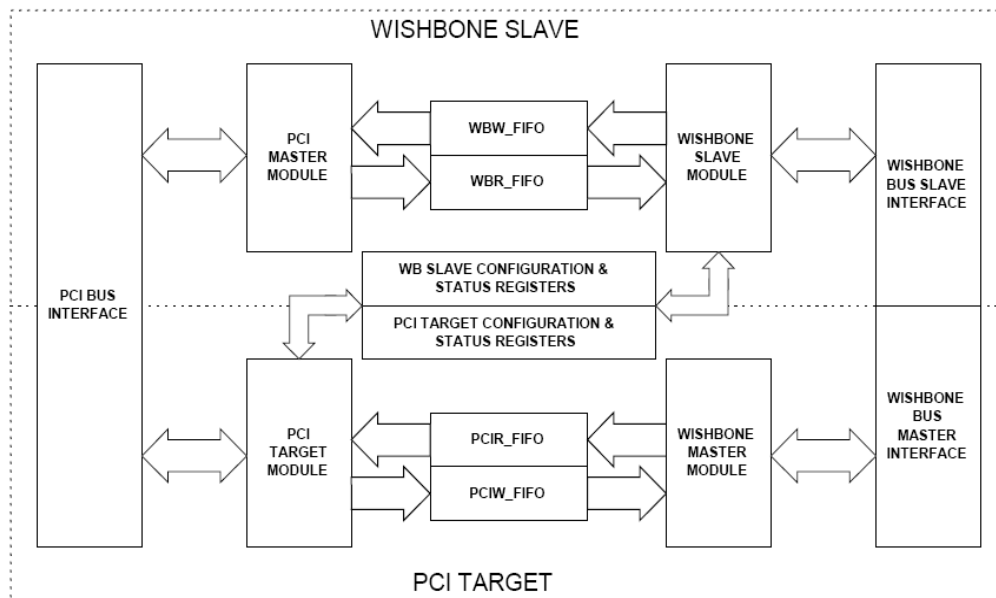 WISHBONE SLAVE
PCI BUS
INTERFACE
PCI
MASTER
MODULE
WBW_FIFO
WBR_FIFO
WISHBONE
SLAVE
MODULE
WISHBONE
BUS SLAVE
INTERFACE
WB SLAVE CONFIGURATION &
STATUS REGISTERS
PCI TARGET CONFIGURATION &
STATUS REGISTERS
PCI
TARGET
MODULE
PCIR_FIFO
PCIW_FIFO
WISHBONE
MASTER
MODULE
WISHBONE
BUS
MASTER
INTERFACE
PCI TARGET